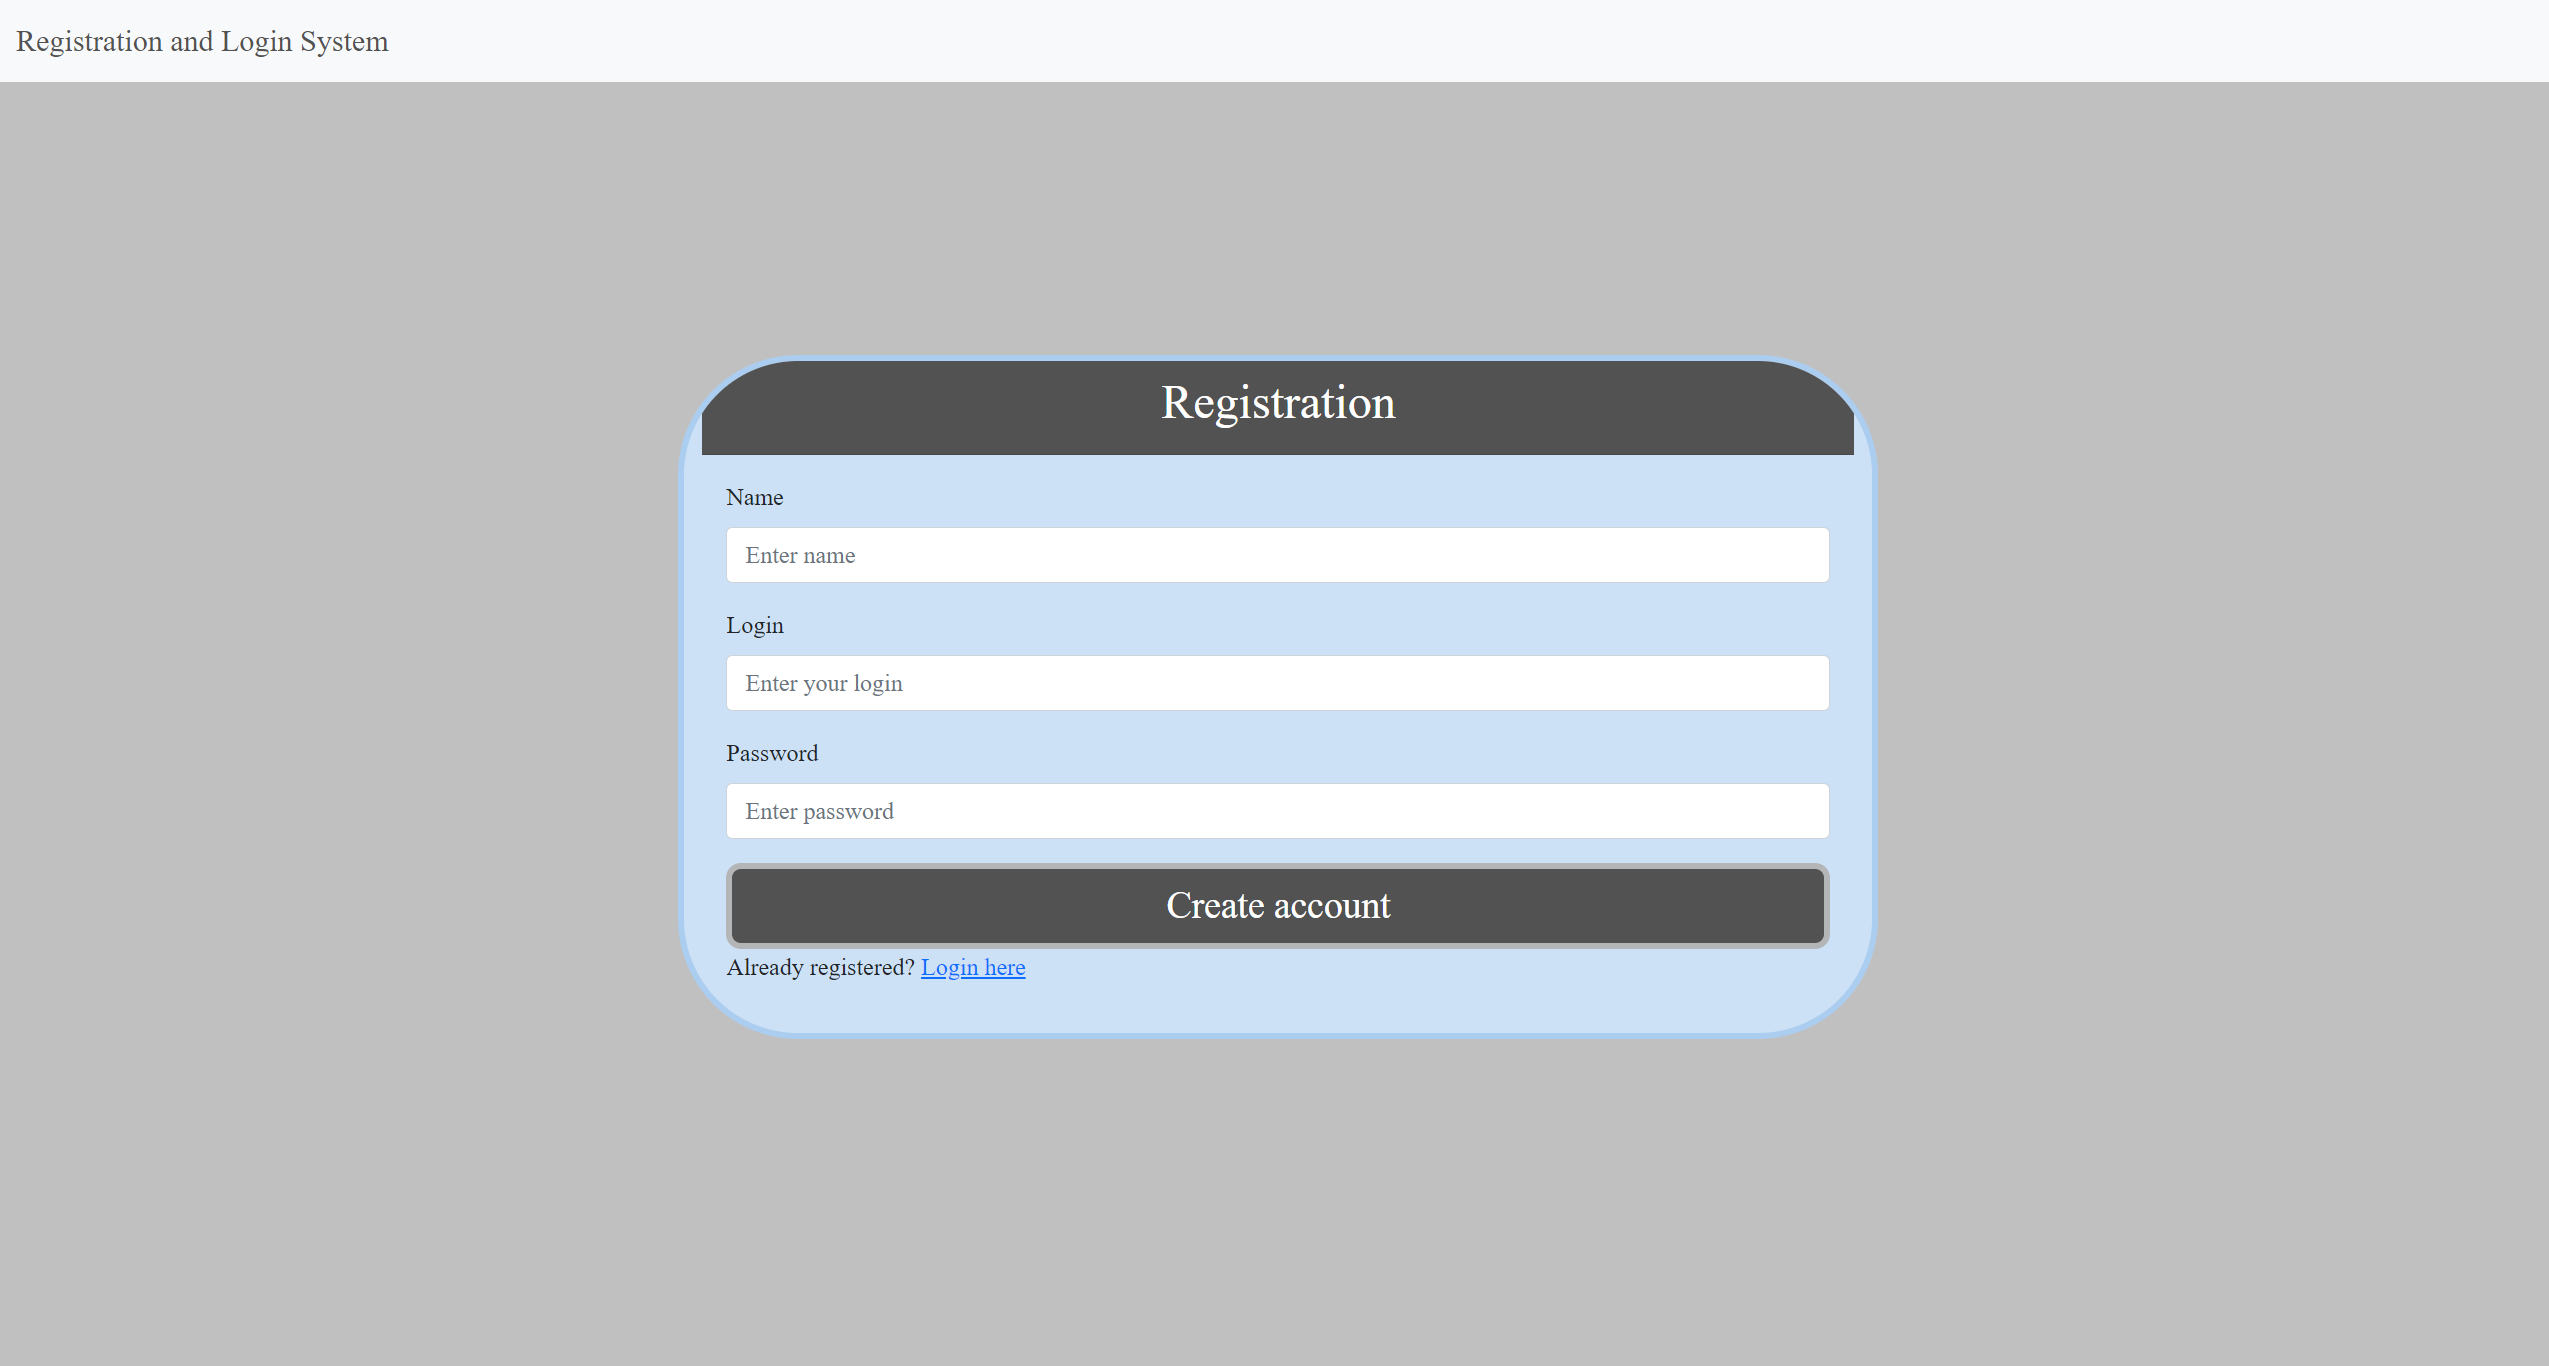 Registration and Login System
Registration
Name
Enter name
Login
Enter your login
Password
Enter password
Create account
Already registered? Login here